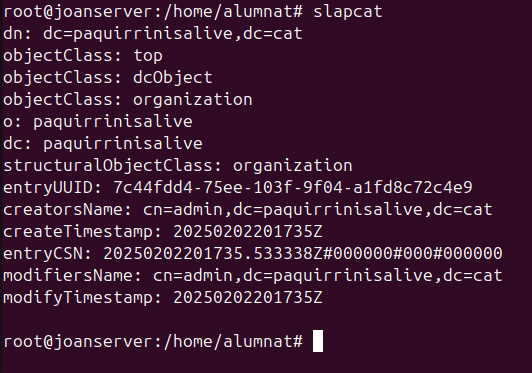 root@joanserver:/home/alumnat# slapcat
dn: dc=paquirrinisalive,dc=cat
objectClass: top
objectClass: dcObject
objectClass: organization
o: paquirrinisalive
dc: paquirrinisalive
structuralObjectClass: organization
entryUUID: 7c44fdd4-75ee-103f-9f04-a1fd8c72c4e9
creatorsName: cn=admin,dc=paquirrinisalive,dc=cat
createTimestamp: 20250202201735Z
entryCSN: 20250202201735.533338Z#000000#000#000000
modifiersName: cn=admin,dc=paquirrinisalive,dc=cat
modifyTimestamp: 20250202201735Z
root@joanserver:/home/alumnat#